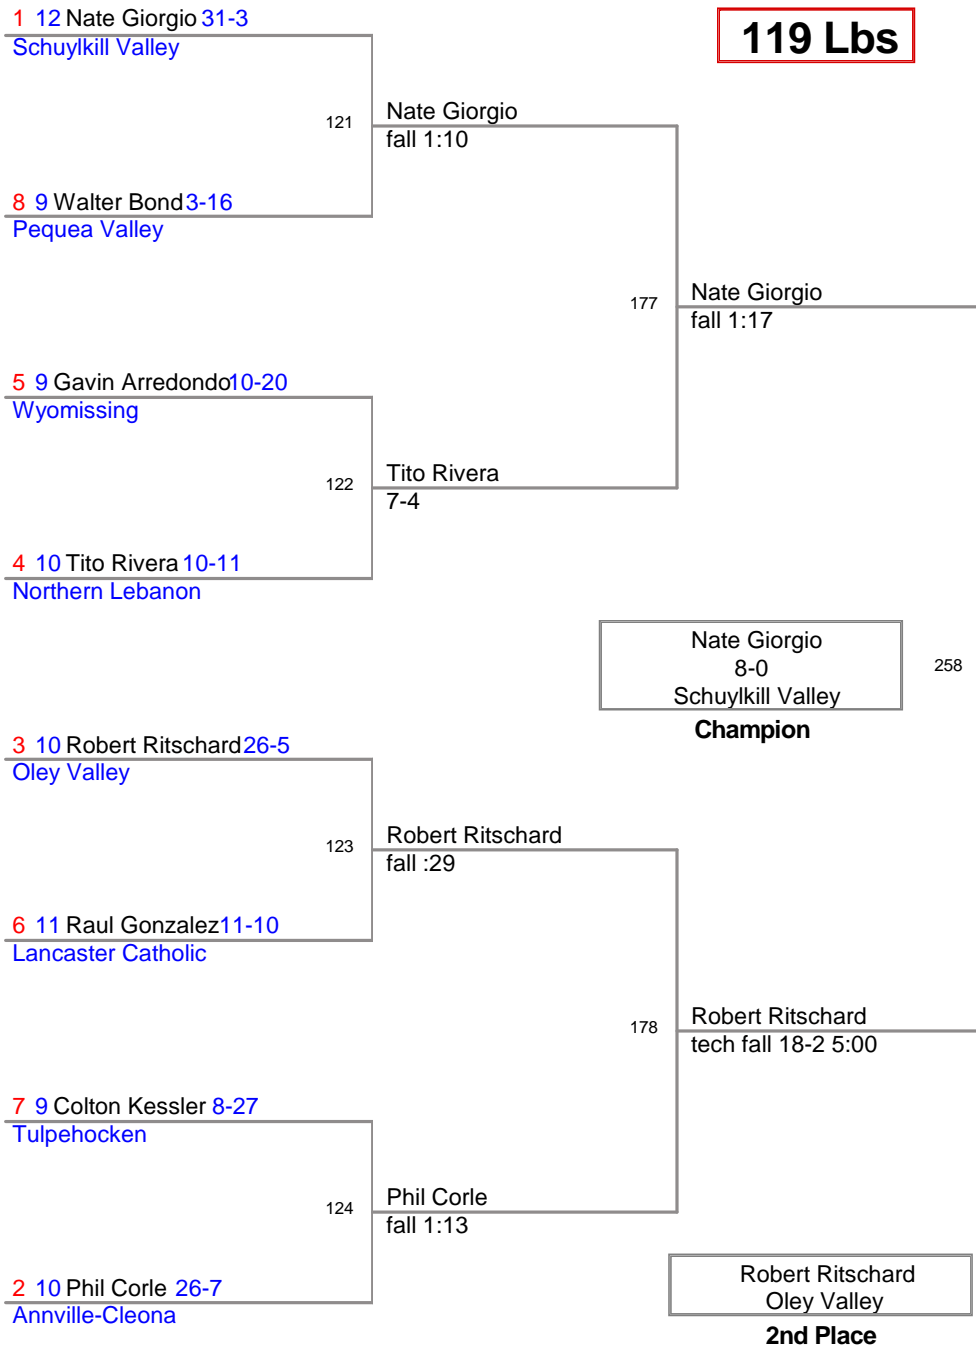 1 12 Nate Giorgio 31-3
Schuylkill Valley
119 Lbs
121
Nate Giorgio
fall 1:10
8 9 Walter Bond 3-16
Pequea Valley
177
Nate Giorgio
fall 1:17
5 9 Gavin Arredondo 10-20
Wyomissing
122
Tito Rivera
7-4
4 10 Tito Rivera 10-11
Northern Lebanon
Nate Giorgio
8-0
Schuylkill Valley
258
Champion
3 10 Robert Ritschard 26-5
Oley Valley
123
Robert Ritschard
fall :29
6 11 Raul Gonzalez 11-10
Lancaster Catholic
178
Robert Ritschard
tech fall 18-2 5:00
7 9 Colton Kessler 8-27
Tulpehocken
124
Phil Corle
fall 1:13
2 10 Phil Corle 26-7
Annville-Cleona
Robert Ritschard
Oley Valley
2nd Place